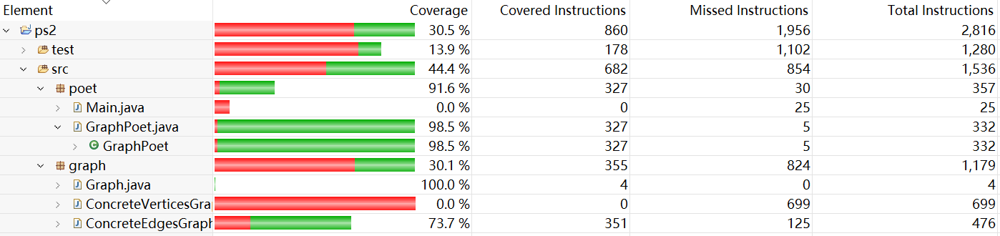 Element Coverage Covered Instructions Missed Instructions Total Instructions
ps2 30.5 % 860 1,956 2,816
test 13.9 % 178 1,102 1,280
src 44.4 % 682 854 1,536
poet 91.6 % 327 30 357
Main.java 0.0 % 0 25 25
GraphPoet.java 98.5 % 327 5 332
GraphPoet 98.5 % 327 5 332
graph 30.1 % 355 824 1,179
Graph.java 100.0 % 4 0 4
ConcreteVerticesGra 0.0 % 0 699 699
ConcreteEdgesGraph 73.7 % 351 125 476